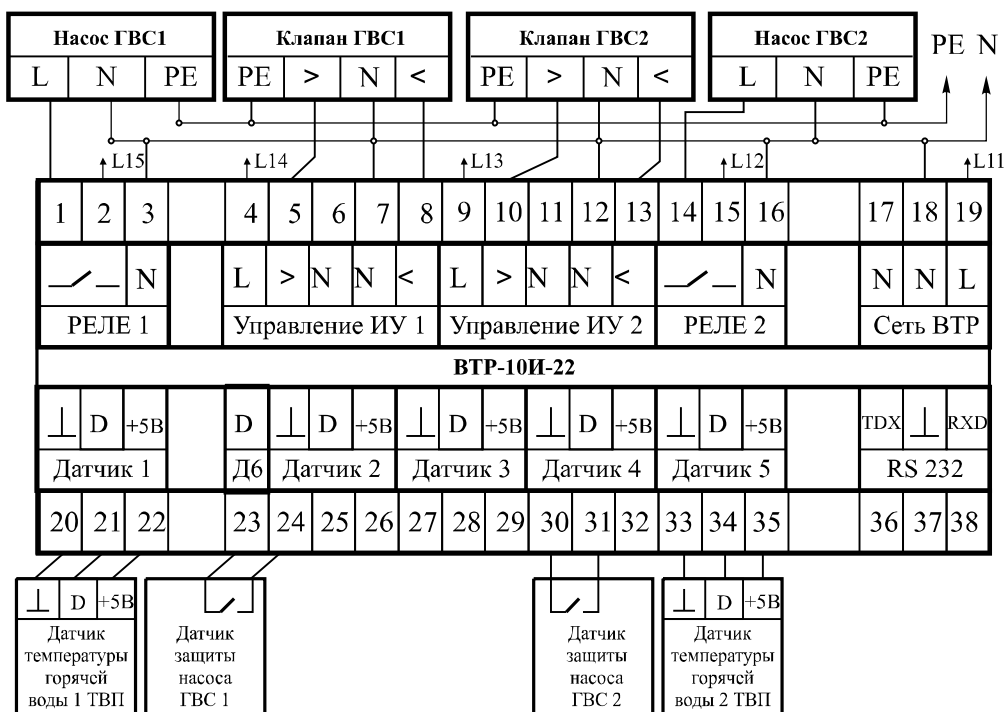 Насос ГВС1 Клапан ГВС1 Клапан ГВС2 Насос ГВС2 PE N
L N PE PE > N < PE > N < L N PE
L15 L14 L13 L12 L11
1 2 3 4 5 6 7 8 9 10 11 12 13 14 15 16 17 18 19
N L > N N < L > N N < N N N L
РЕЛЕ 1 Управление ИУ 1 Управление ИУ 2 РЕЛЕ 2 Сеть ВТР
ВТР-10И-22
D +5В D D +5В D +5В D +5В D +5В TDX RXD
Датчик 1 Д6 Датчик 2 Датчик 3 Датчик 4 Датчик 5 RS 232
20 21 22 23 24 25 26 27 28 29 30 31 32 33 34 35 36 37 38
D +5В D +5В
Датчик
температуры
горячей
воды 1 ТВП
Датчик
защиты
насоса
ГВС 1
Датчик
защиты
насоса
ГВС 2
Датчик
температуры
горячей
воды 2 ТВП